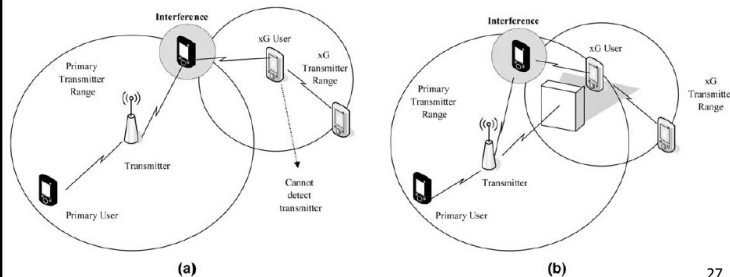 Interference
xG User
xG
Transmitter
Range
Primary
Transmitter
Range
Transmitter
Cannot
detect
transmitter
Primary User
(a)
Interference
xG User
Primary
Transmitter
Range
xG
Transmitte
Range
Transmitter
Primary User
(b)
27